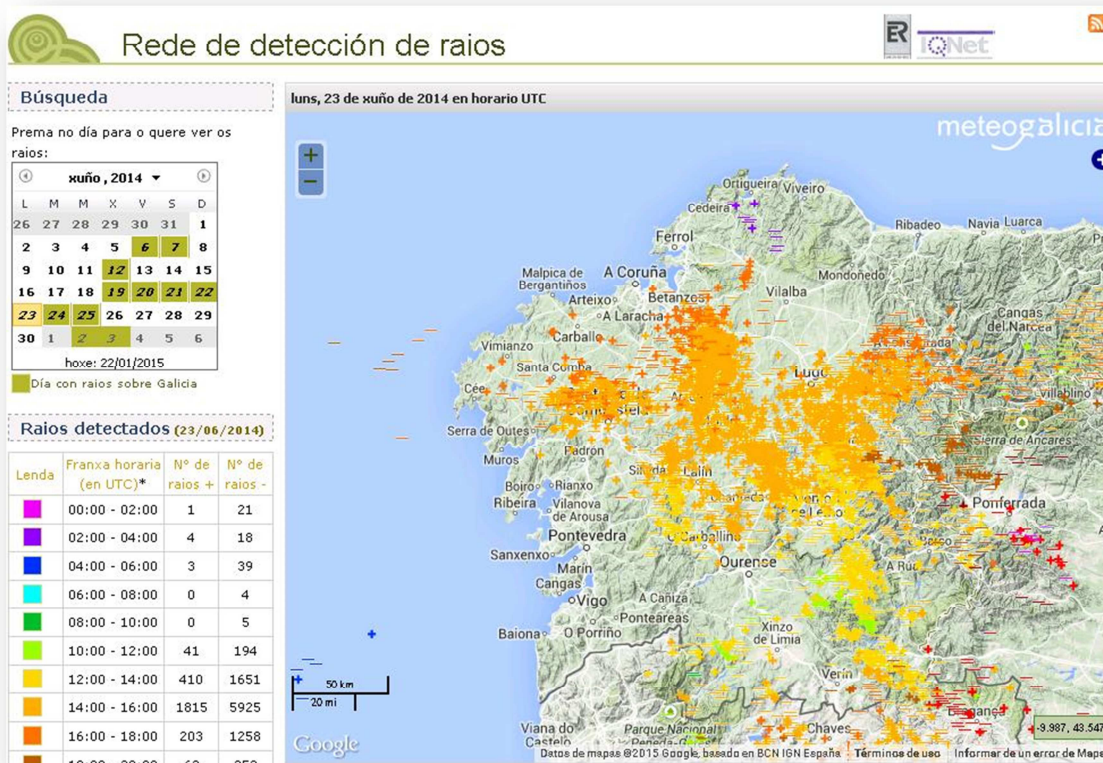 Rede de detección de raios
ER
IQNet
Búsqueda
Prema no día para o quere ver os
raios:
xuño , 2014
L M M X V S D
26 27 28 29 30 31 1
2 3 4 5 6 7 8
9 10 11 12 13 14 15
16 17 18 19 20 21 22
23 24 25 26 27 28 29
30 1 2 3 4 5 6
hoxe: 22/01/2015
Día con raios sobre Galicia
Raios detectados (23/06/2014)
Lenda Franxa horaria (en UTC)* Nº de raios + Nº de raios -
00:00 - 02:00 1 21
02:00 - 04:00 4 18
04:00 - 06:00 3 39
06:00 - 08:00 0 4
08:00 - 10:00 0 5
10:00 - 12:00 41 194
12:00 - 14:00 410 1651
14:00 - 16:00 1815 5925
16:00 - 18:00 203 1258
luns, 23 de xuño de 2014 en horario UTC
meteogalicia
Ortigueira Viveiro
Cedeira
Ribadeo Navia Luarca
Ferrol
Malpica de Bergantiños
A Coruña
Mondoñedo
Arteixo Betanzos Vilalba
A Laracha
Cangas del Narcea
Carballo
Vimianzo
Santa Comba
Lugo
Cee
Villablino
Serra de Outes
Sierra de Ancares
Muros Padrón
Lalín
Boiro Rianxo
Ribeira Vilanova de Arousa
Ponferrada
Pontevedra O Carballiño
Sanxenxo
Marín
Ourense
A Rúa
Cangas
Vigo A Cañiza
Ponteareas
Baiona O Porriño
Xinzo de Limia
Verín
50 km
20 mi
Bragança
-9.987, 43.547
Viana do Castelo
Parque Nacional
Chaves
Google
Datos de mapas ©2015 Google, basado en BCN IGN España Términos de uso Informar de un error de Maps